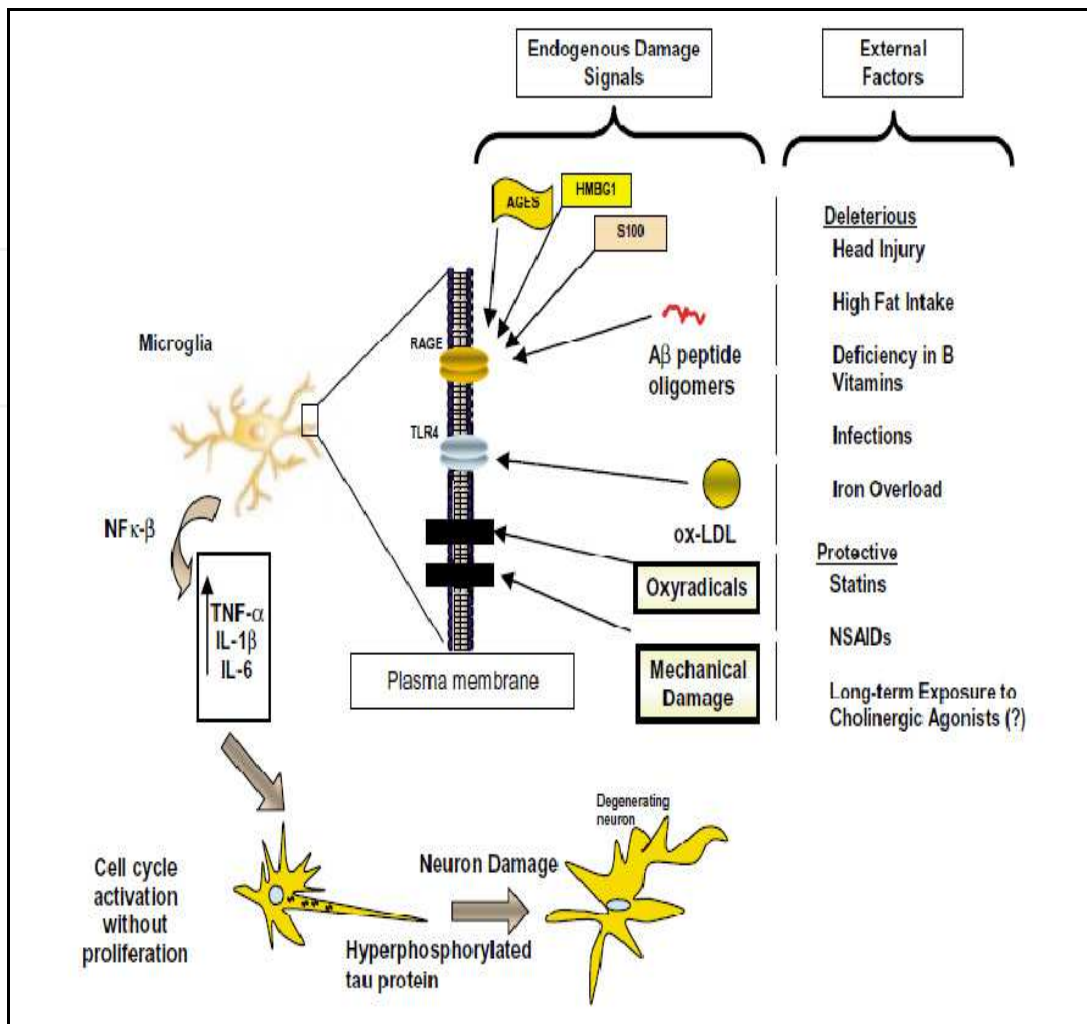 Endogenous Damage
Signals
External
Factors
AGES
HMBG1
S100
RAGE
Aβ peptide
oligomers
Microglia
TLR4
ox-LDL
NFκ-β
TNF-α
IL-1β
IL-6
Oxyradicals
Plasma membrane
Mechanical
Damage
Deleterious
Head Injury
High Fat Intake
Deficiency in B
Vitamins
Infections
Iron Overload
Protective
Statins
NSAIDs
Long-term Exposure to
Cholinergic Agonists (?)
Cell cycle
activation
without
proliferation
Neuron Damage
Hyperphosphorylated
tau protein
Degenerating
neuron